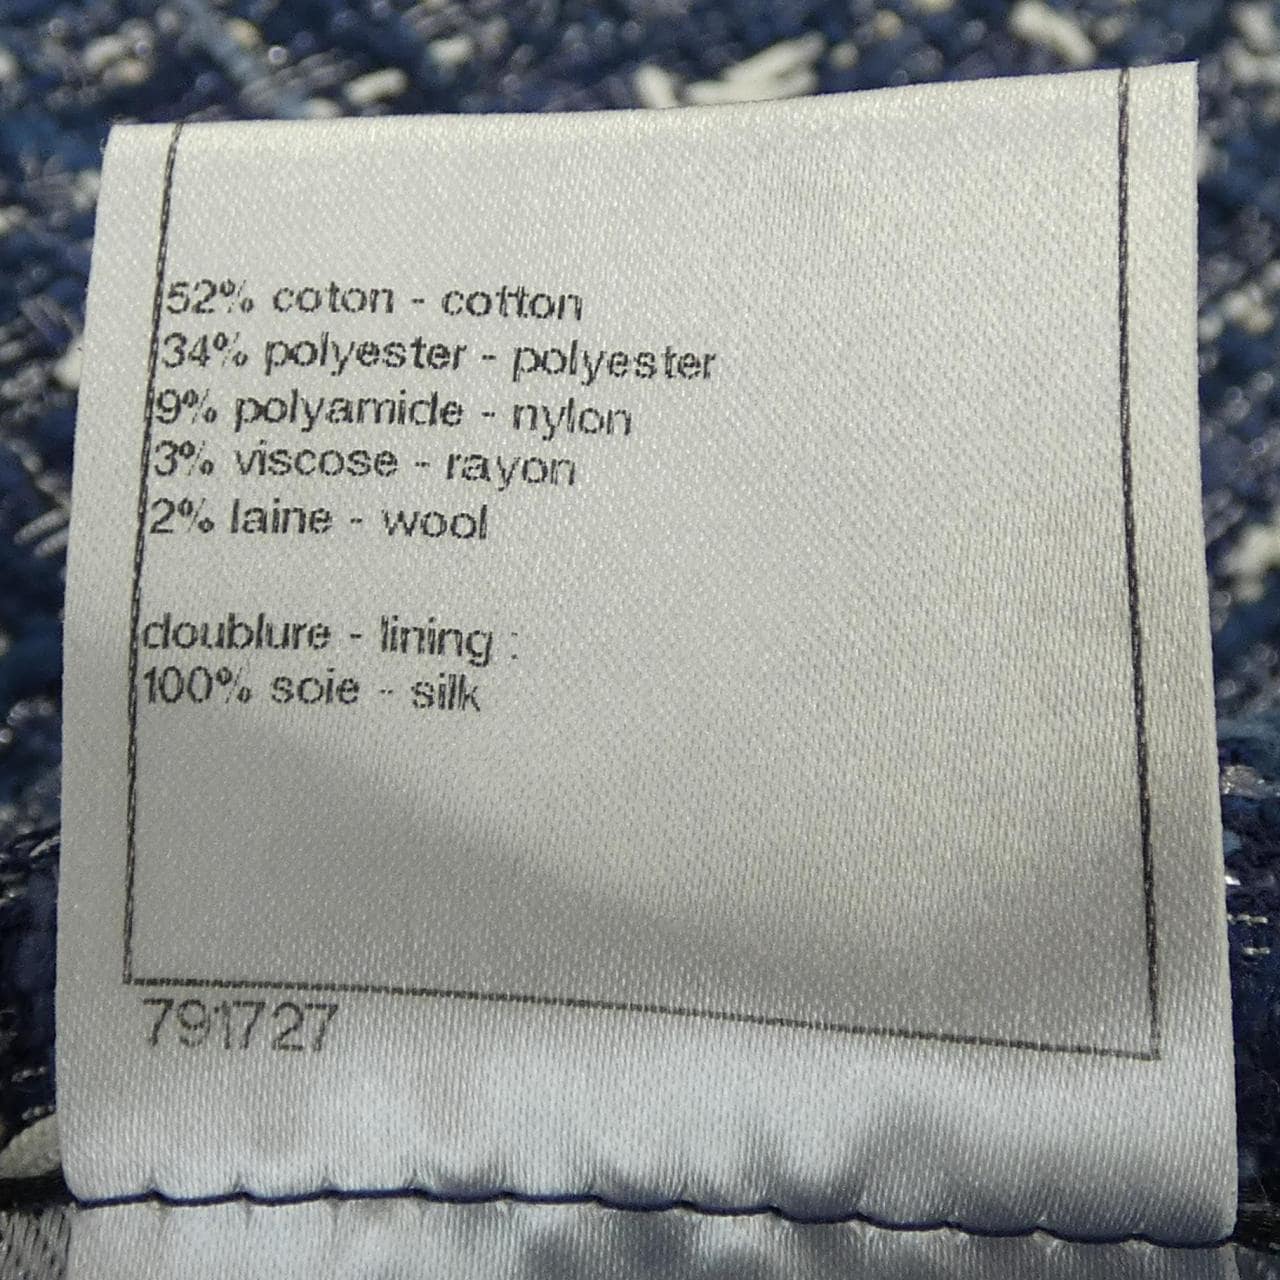 52% coton - cotton
34% polyester - polyester
9% polyamide - nylon
3% viscose - rayon
2% laine - wool
doublure - lining :
100% soie - silk
791727